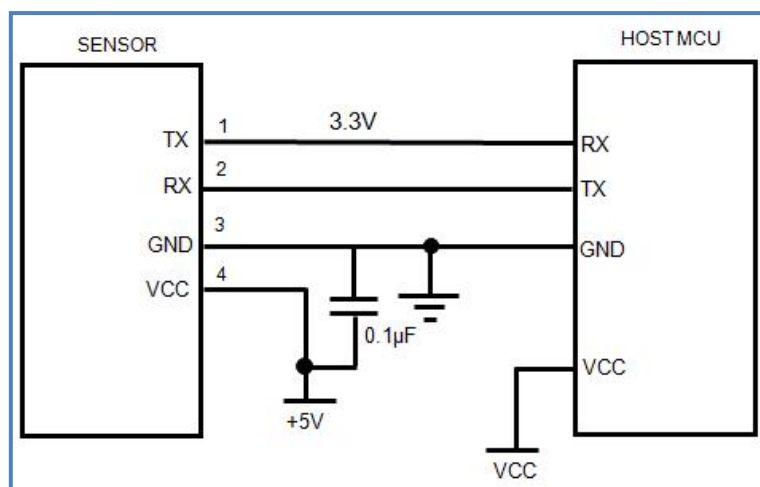 SENSOR
HOST MCU
TX 1 3.3V RX
RX 2 TX
GND 3 GND
VCC 4
0.1µF
VCC
+5V
VCC